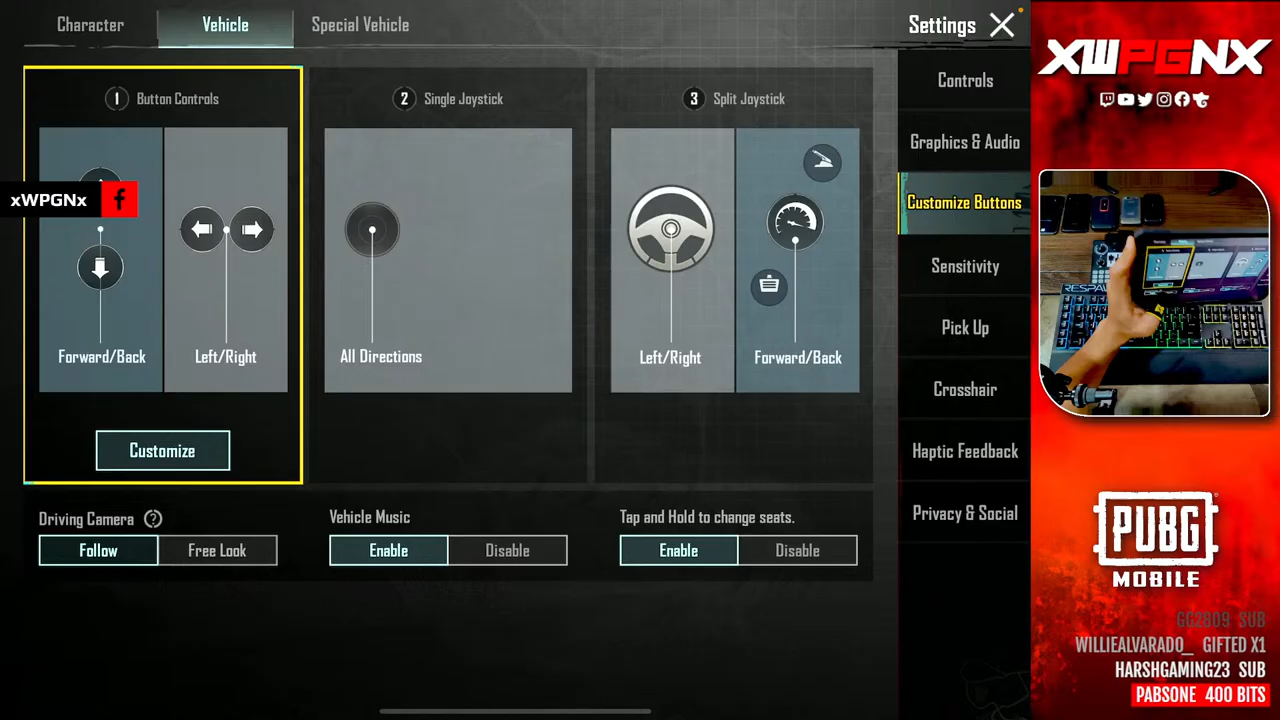 Character
Vehicle
Special Vehicle
Settings
1 Button Controls
2 Single Joystick
3 Split Joystick
xWPGNx
Forward/Back
Left/Right
All Directions
Left/Right
Forward/Back
Customize
Driving Camera ?
Follow
Free Look
Vehicle Music
Enable
Disable
Tap and Hold to change seats.
Enable
Disable
Controls
Graphics & Audio
Customize Buttons
Sensitivity
Pick Up
Crosshair
Haptic Feedback
Privacy & Social
XWPGNX
RESPAW
PUBG
MOBILE
GG2809 SUB
WILLIEALVARADO_ GIFTED X1
HARSHGAMING23 SUB
PABSONE 400 BITS